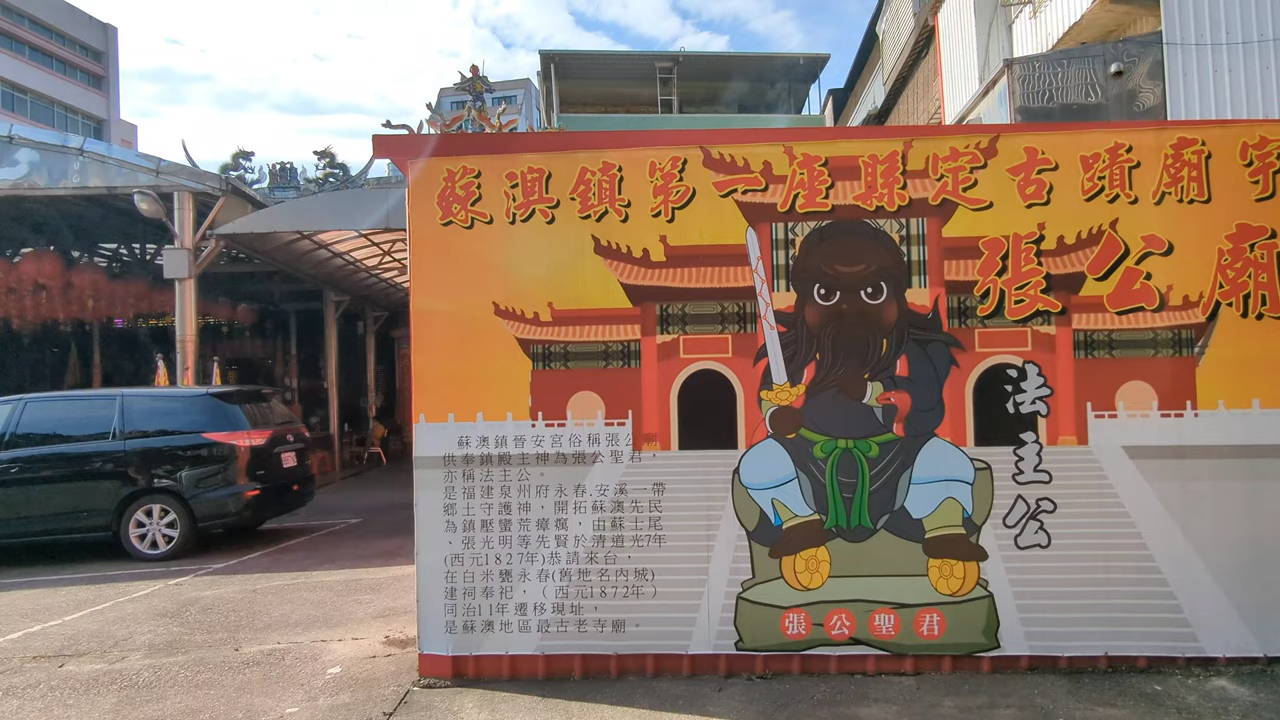 蘇澳鎮第一座縣定古蹟廟宇
張公廟
法主公
蘇澳鎮晉安宮俗稱張公廟
供奉鎮殿主神為張公聖君，
亦稱法主公。
是福建泉州府永春.安溪一帶
鄉土守護神，開拓蘇澳先民
為鎮壓蠻荒瘴癘，由蘇士尾
、張光明等先賢於清道光7年
(西元1827年)恭請來台，
在白米甕永春(舊地名內城)
建祠奉祀，（西元1872年）
同治11年遷移現址，
是蘇澳地區最古老寺廟。
張公聖君